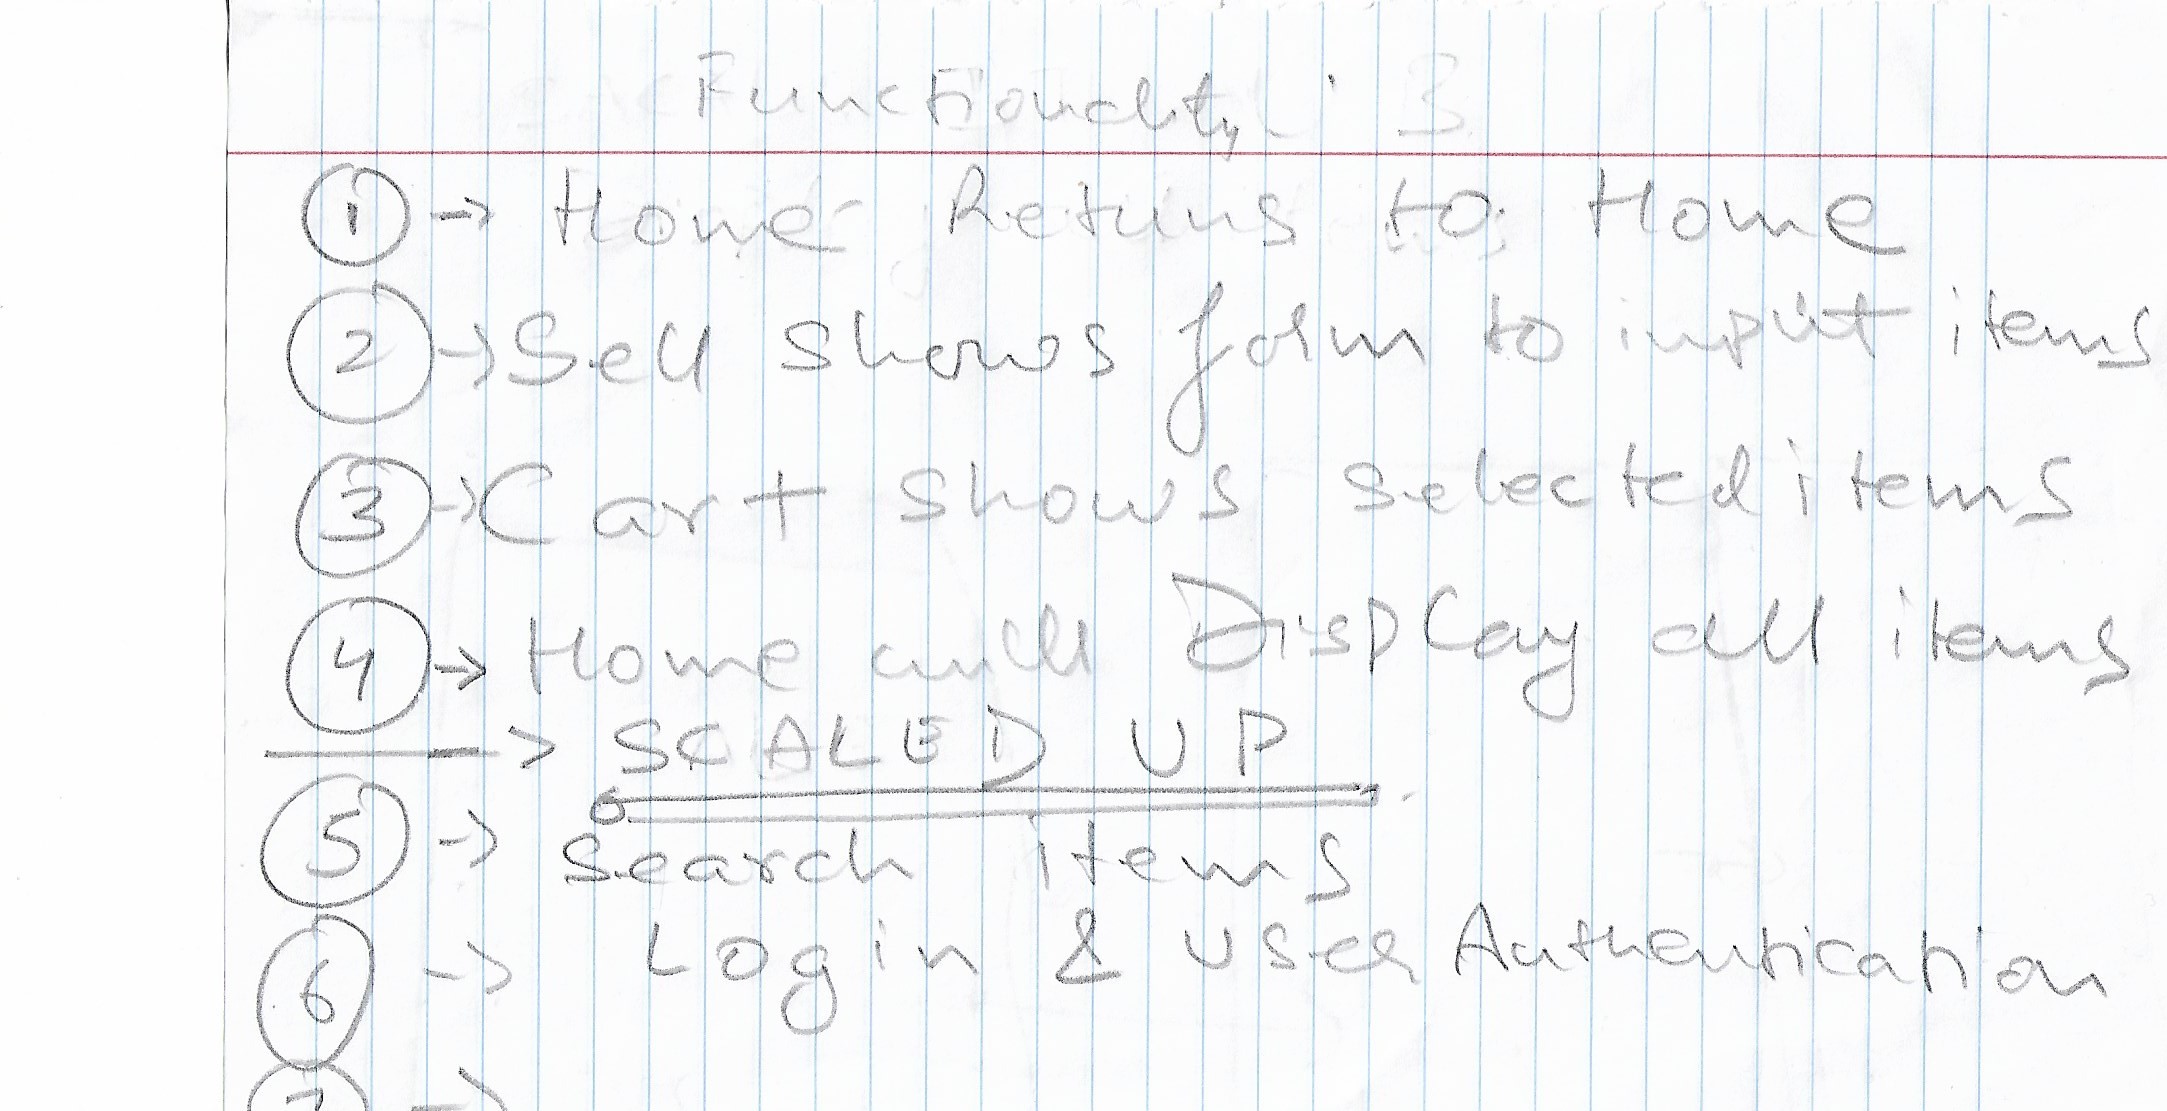 Functionality : 3
① -> Home Returns to Home
② -> Sell shows form to input items
③ -> Cart shows selected items
④ -> Home will Display all items
-> SCALED UP
⑤ -> Search items
⑥ -> Login & User Authentication
⑦ ->